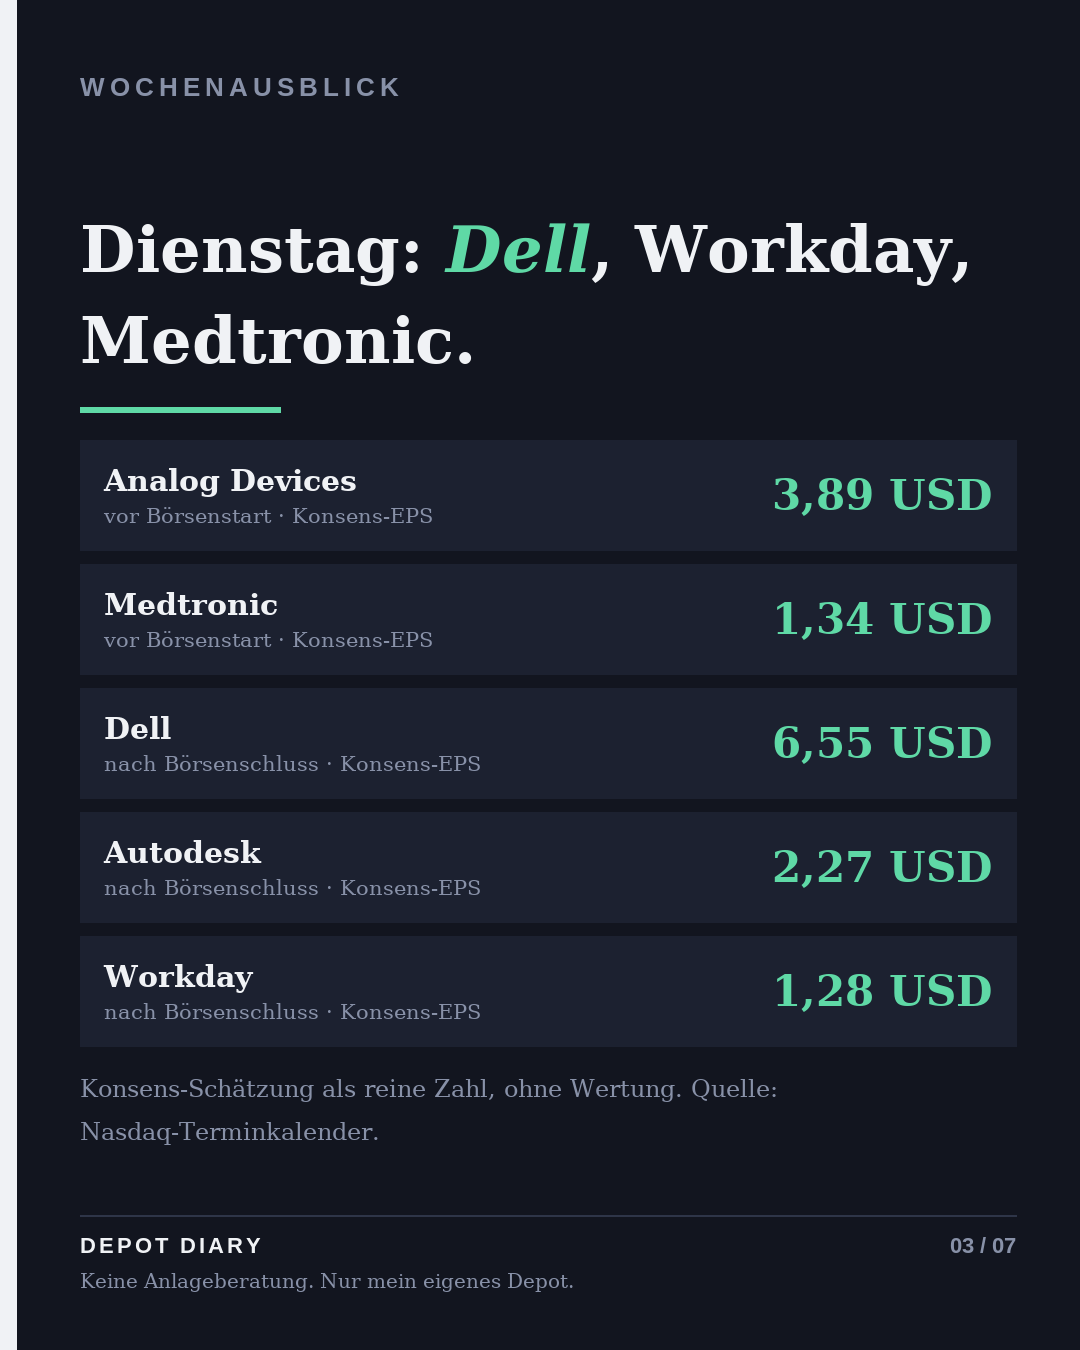 WOCHENAUSBLICK
Dienstag: Dell, Workday,
Medtronic.
Analog Devices
vor Börsenstart · Konsens-EPS
3,89 USD
Medtronic
vor Börsenstart · Konsens-EPS
1,34 USD
Dell
nach Börsenschluss · Konsens-EPS
6,55 USD
Autodesk
nach Börsenschluss · Konsens-EPS
2,27 USD
Workday
nach Börsenschluss · Konsens-EPS
1,28 USD
Konsens-Schätzung als reine Zahl, ohne Wertung. Quelle:
Nasdaq-Terminkalender.
DEPOT DIARY
03 / 07
Keine Anlageberatung. Nur mein eigenes Depot.